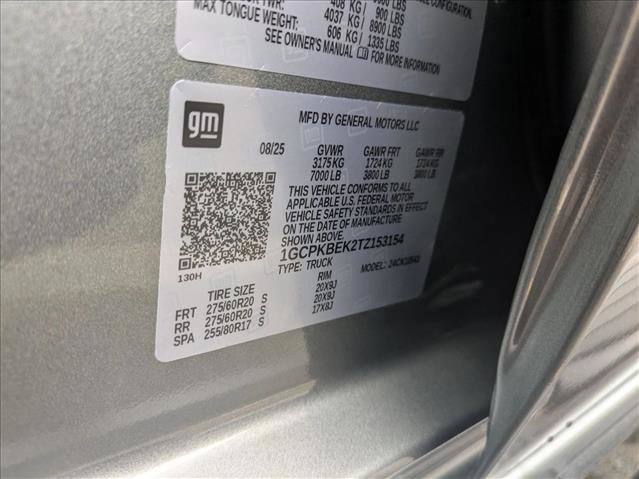 408 KG / 900 LBS
MAX TONGUE WEIGHT: 4037 KG / 8900 LBS
606 KG / 1335 LBS
SEE OWNER'S MANUAL FOR MORE INFORMATION
gm
MFD BY GENERAL MOTORS LLC
08/25 GVWR GAWR FRT GAWR RR
3175 KG 1724 KG 1724 KG
7000 LB 3800 LB 3800 LB
THIS VEHICLE CONFORMS TO ALL
APPLICABLE U.S. FEDERAL MOTOR
VEHICLE SAFETY STANDARDS IN EFFECT
ON THE DATE OF MANUFACTURE
1GCPKBEK2TZ153154
130H
TYPE: TRUCK MODEL:
TIRE SIZE RIM
FRT 275/60R20 S 20X9J
RR 275/60R20 S 20X9J
SPA 255/80R17 S 17X8J